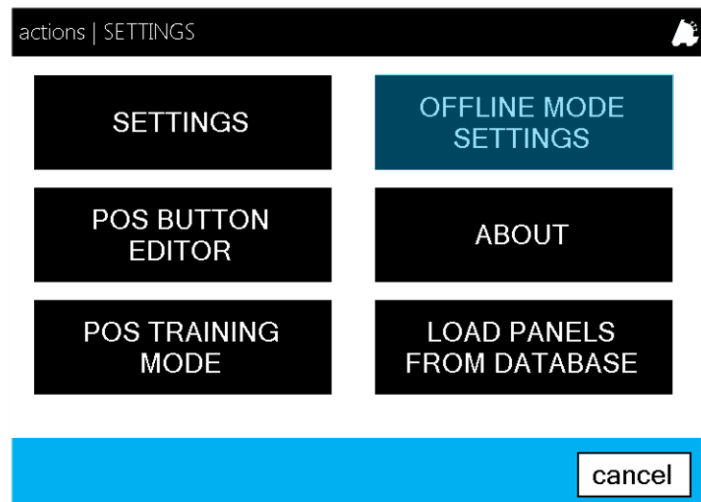 actions | SETTINGS
SETTINGS
OFFLINE MODE
SETTINGS
POS BUTTON
EDITOR
ABOUT
POS TRAINING
MODE
LOAD PANELS
FROM DATABASE
cancel